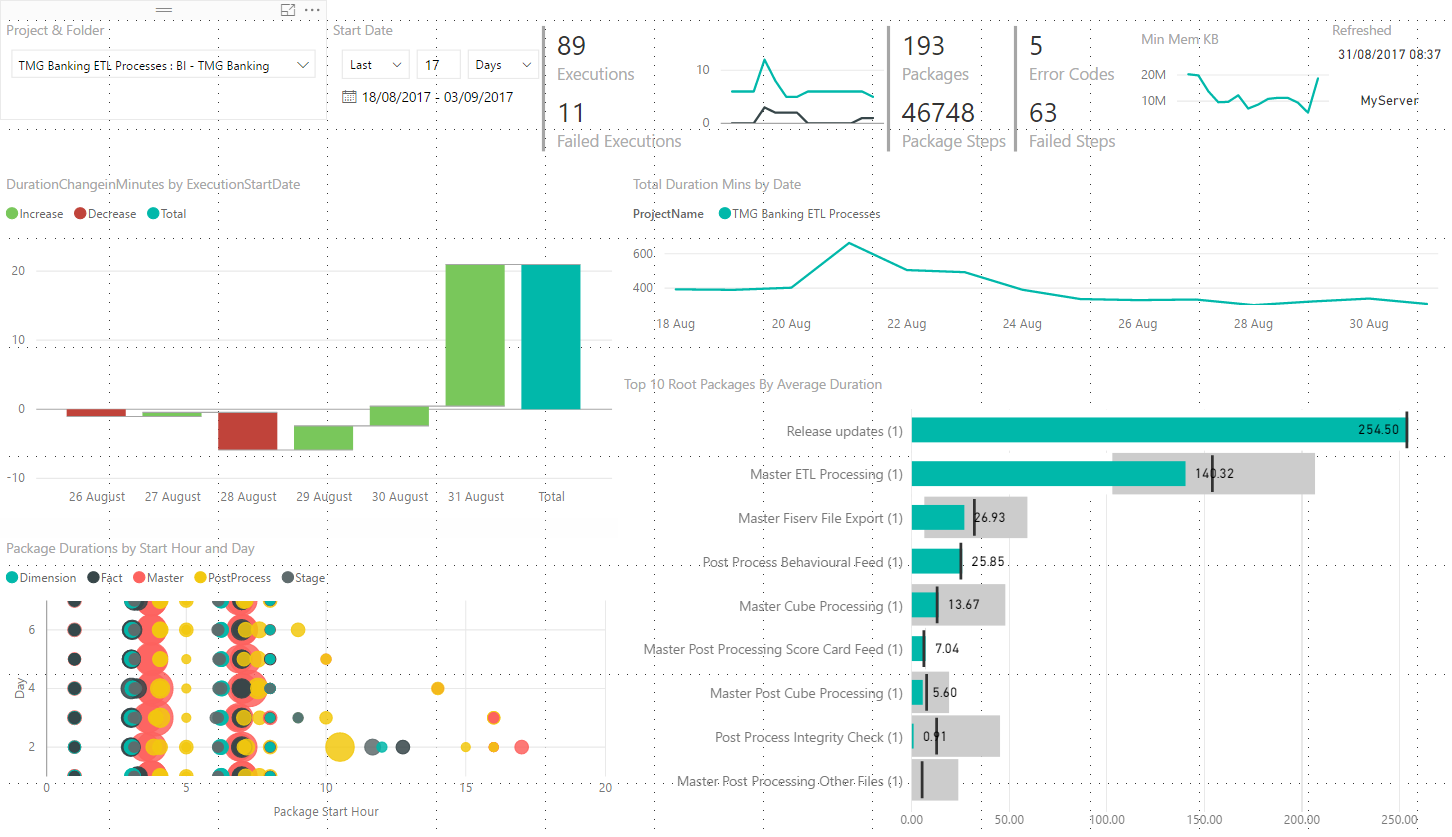 Project & Folder
TMG Banking ETL Processes : BI - TMG Banking
Start Date
Last
17
Days
18/08/2017 - 03/09/2017
89
Executions
11
Failed Executions
10
0
193
Packages
46748
Package Steps
5
Error Codes
63
Failed Steps
Min Mem KB
20M
10M
Refreshed
31/08/2017 08:37
MyServer
DurationChangeinMinutes by ExecutionStartDate
Increase Decrease Total
20
10
0
-10
26 August 27 August 28 August 29 August 30 August 31 August Total
Total Duration Mins by Date
ProjectName TMG Banking ETL Processes
600
400
18 Aug 20 Aug 22 Aug 24 Aug 26 Aug 28 Aug 30 Aug
Package Durations by Start Hour and Day
Dimension Fact Master PostProcess Stage
6
4
2
Day
0 5 10 15 20
Package Start Hour
Top 10 Root Packages By Average Duration
Release updates (1) 254.50
Master ETL Processing (1) 140.32
Master Fiserv File Export (1) 26.93
Post Process Behavioural Feed (1) 25.85
Master Cube Processing (1) 13.67
Master Post Processing Score Card Feed (1) 7.04
Master Post Cube Processing (1) 5.60
Post Process Integrity Check (1) 0.91
Master Post Processing Other Files (1)
0.00 50.00 100.00 150.00 200.00 250.00